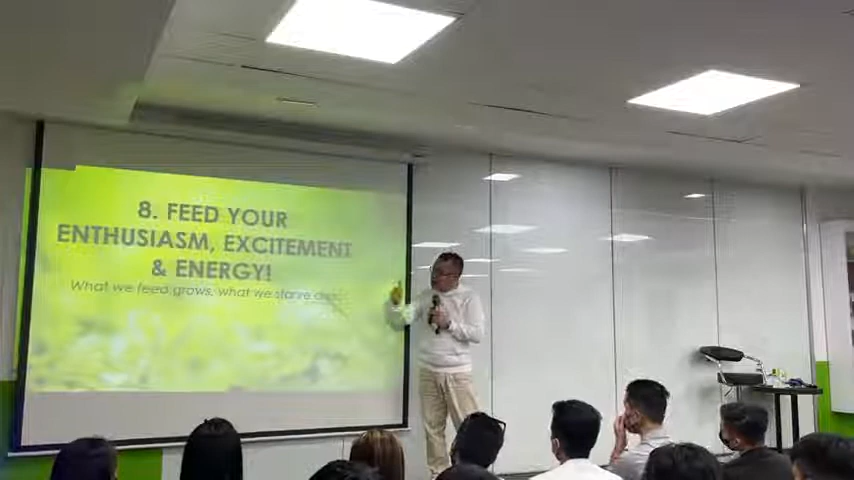 8. FEED YOUR
ENTHUSIASM, EXCITEMENT
& ENERGY!
What we feed grows, what we starve